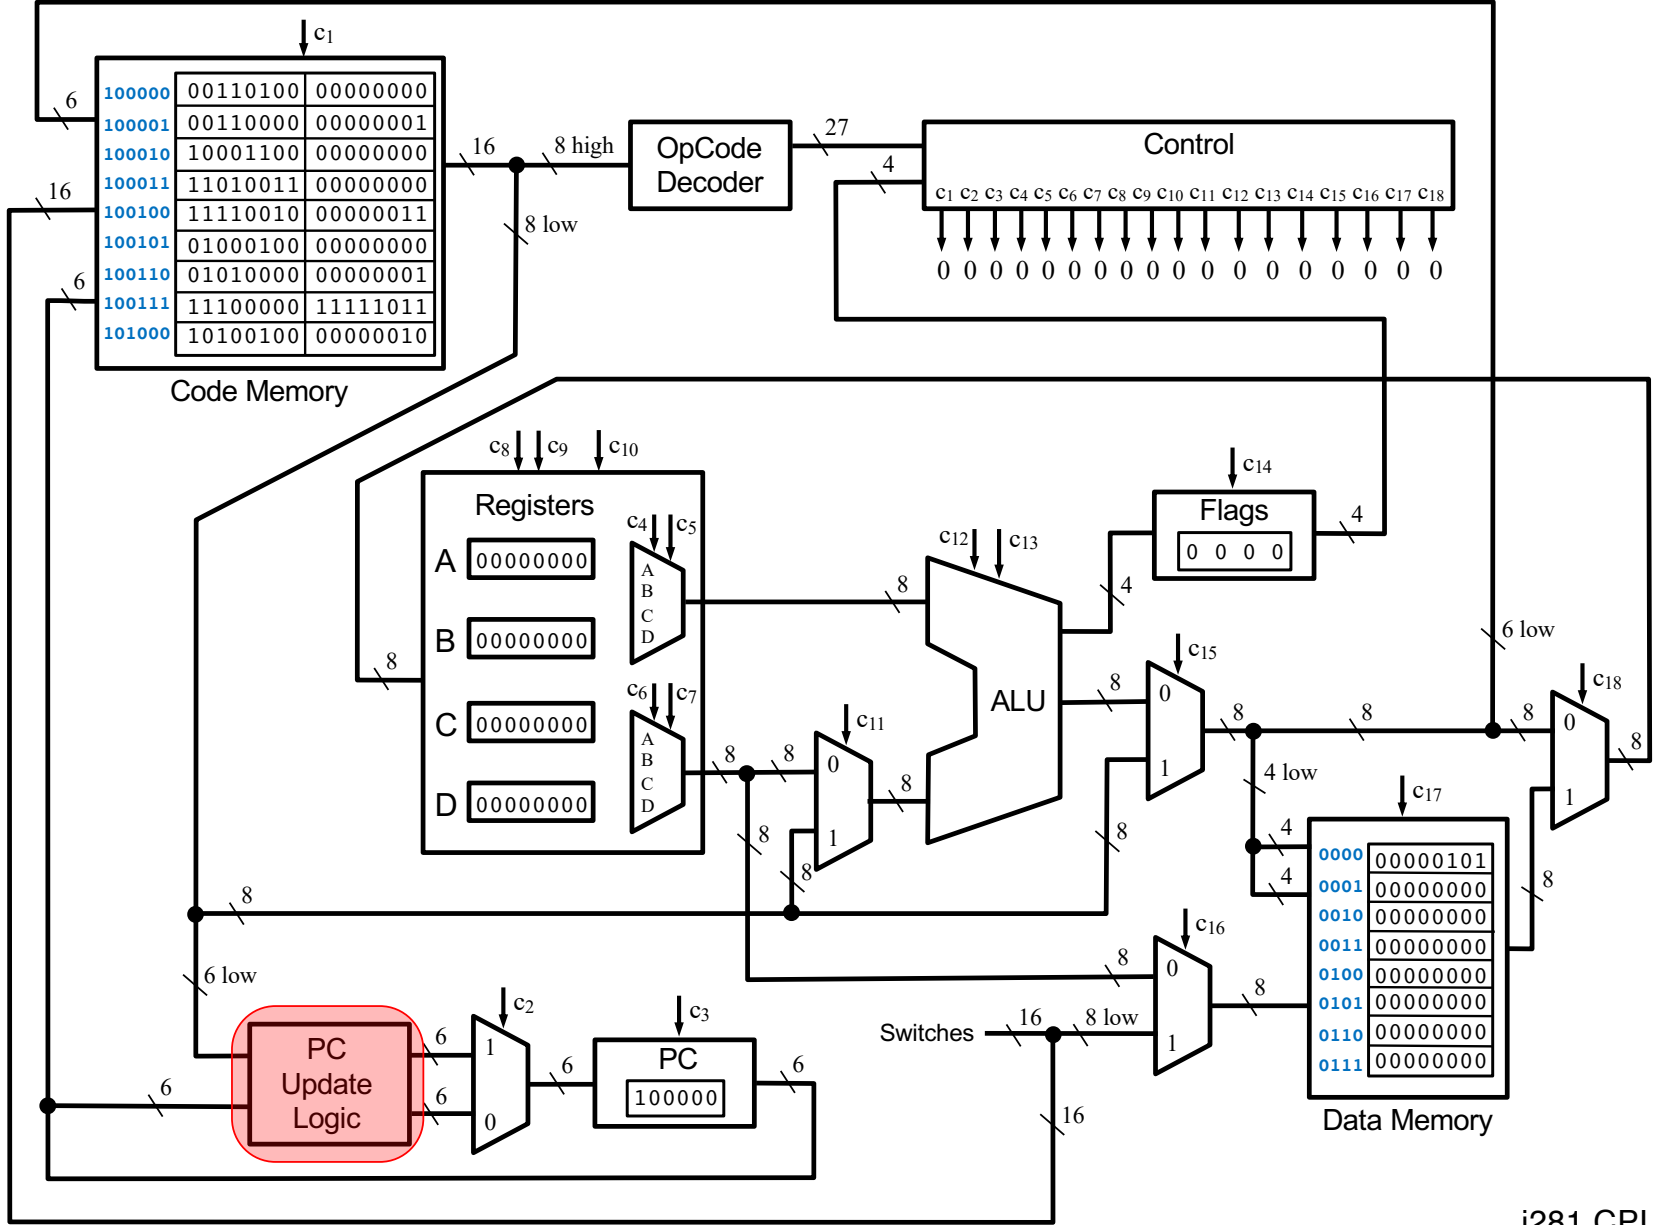 c1
6
100000 00110100 00000000
100001 00110000 00000001
100010 10001100 00000000
100011 11010011 00000000
100100 11110010 00000011
100101 01000100 00000000
100110 01010000 00000001
100111 11100000 11111011
101000 10100100 00000010
16
6
Code Memory
16
8 high
8 low
OpCode
Decoder
27
4
Control
c1 c2 c3 c4 c5 c6 c7 c8 c9 c10 c11 c12 c13 c14 c15 c16 c17 c18
0 0 0 0 0 0 0 0 0 0 0 0 0 0 0 0 0 0
c8 c9 c10
Registers
c4 c5
A 00000000
B 00000000
C 00000000
D 00000000
A
B
C
D
c6 c7
A
B
C
D
8
8
8
8
8
8
c11
0
1
8
8
c12 c13
ALU
4
8
c14
Flags
0 0 0 0
4
c15
0
1
8
8
8
6 low
8
c18
0
1
8
4 low
4
4
8
c17
0000 00000101
0001 00000000
0010 00000000
0011 00000000
0100 00000000
0101 00000000
0110 00000000
0111 00000000
Data Memory
8
8
c16
0
1
8
8
Switches
16
8 low
16
6 low
6
PC
Update
Logic
6
6
c2
1
0
6
c3
PC
100000
6
i281 CPU